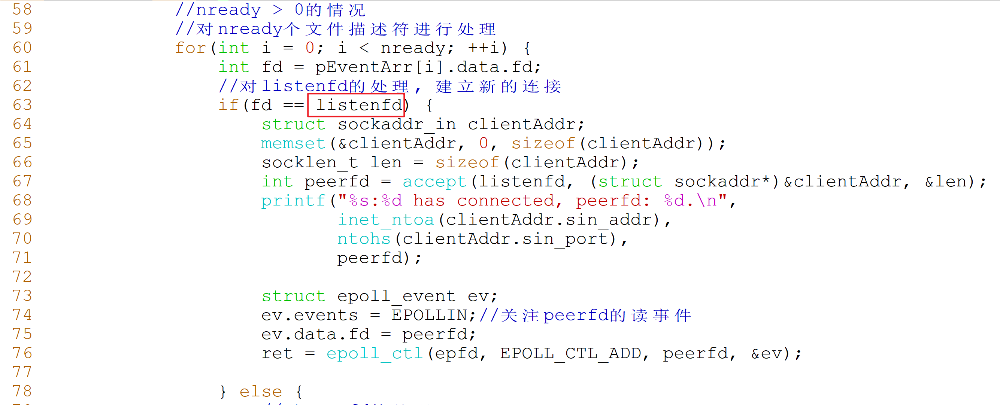 58 //nready > 0的情况
59 //对nready个文件描述符进行处理
60 for(int i = 0; i < nready; ++i) {
61 int fd = pEventArr[i].data.fd;
62 //对listenfd的处理, 建立新的连接
63 if(fd == listenfd) {
64 struct sockaddr_in clientAddr;
65 memset(&clientAddr, 0, sizeof(clientAddr));
66 socklen_t len = sizeof(clientAddr);
67 int peerfd = accept(listenfd, (struct sockaddr*)&clientAddr, &len);
68 printf("%s:%d has connected, peerfd: %d.\n",
69 inet_ntoa(clientAddr.sin_addr),
70 ntohs(clientAddr.sin_port),
71 peerfd);
72
73 struct epoll_event ev;
74 ev.events = EPOLLIN;//关注peerfd的读事件
75 ev.data.fd = peerfd;
76 ret = epoll_ctl(epfd, EPOLL_CTL_ADD, peerfd, &ev);
77
78 } else {